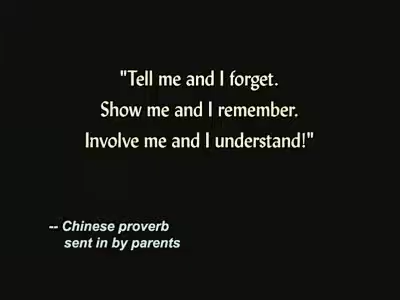 "Tell me and I forget.
Show me and I remember.
Involve me and I understand!"
-- Chinese proverb
sent in by parents